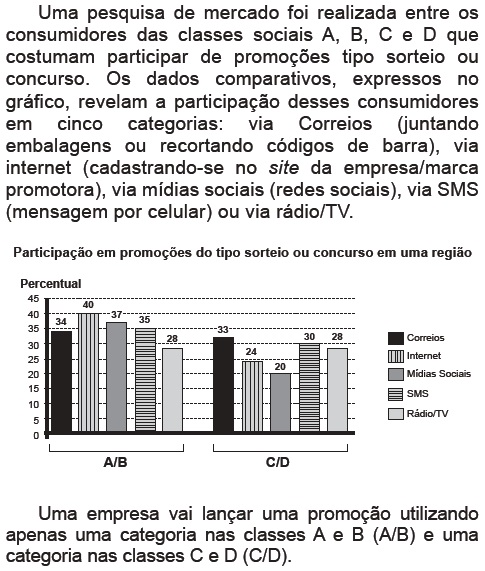 Uma pesquisa de mercado foi realizada entre os
consumidores das classes sociais A, B, C e D que
costumam participar de promoções tipo sorteio ou
concurso. Os dados comparativos, expressos no
gráfico, revelam a participação desses consumidores
em cinco categorias: via Correios (juntando
embalagens ou recortando códigos de barra), via
internet (cadastrando-se no site da empresa/marca
promotora), via mídias sociais (redes sociais), via SMS
(mensagem por celular) ou via rádio/TV.
Participação em promoções do tipo sorteio ou concurso em uma região
Percentual
45
40
35
30
25
20
15
10
5
0
34
40
37
35
28
33
24
20
30
28
A/B
C/D
Correios
Internet
Mídias Sociais
SMS
Rádio/TV
Uma empresa vai lançar uma promoção utilizando
apenas uma categoria nas classes A e B (A/B) e uma
categoria nas classes C e D (C/D).